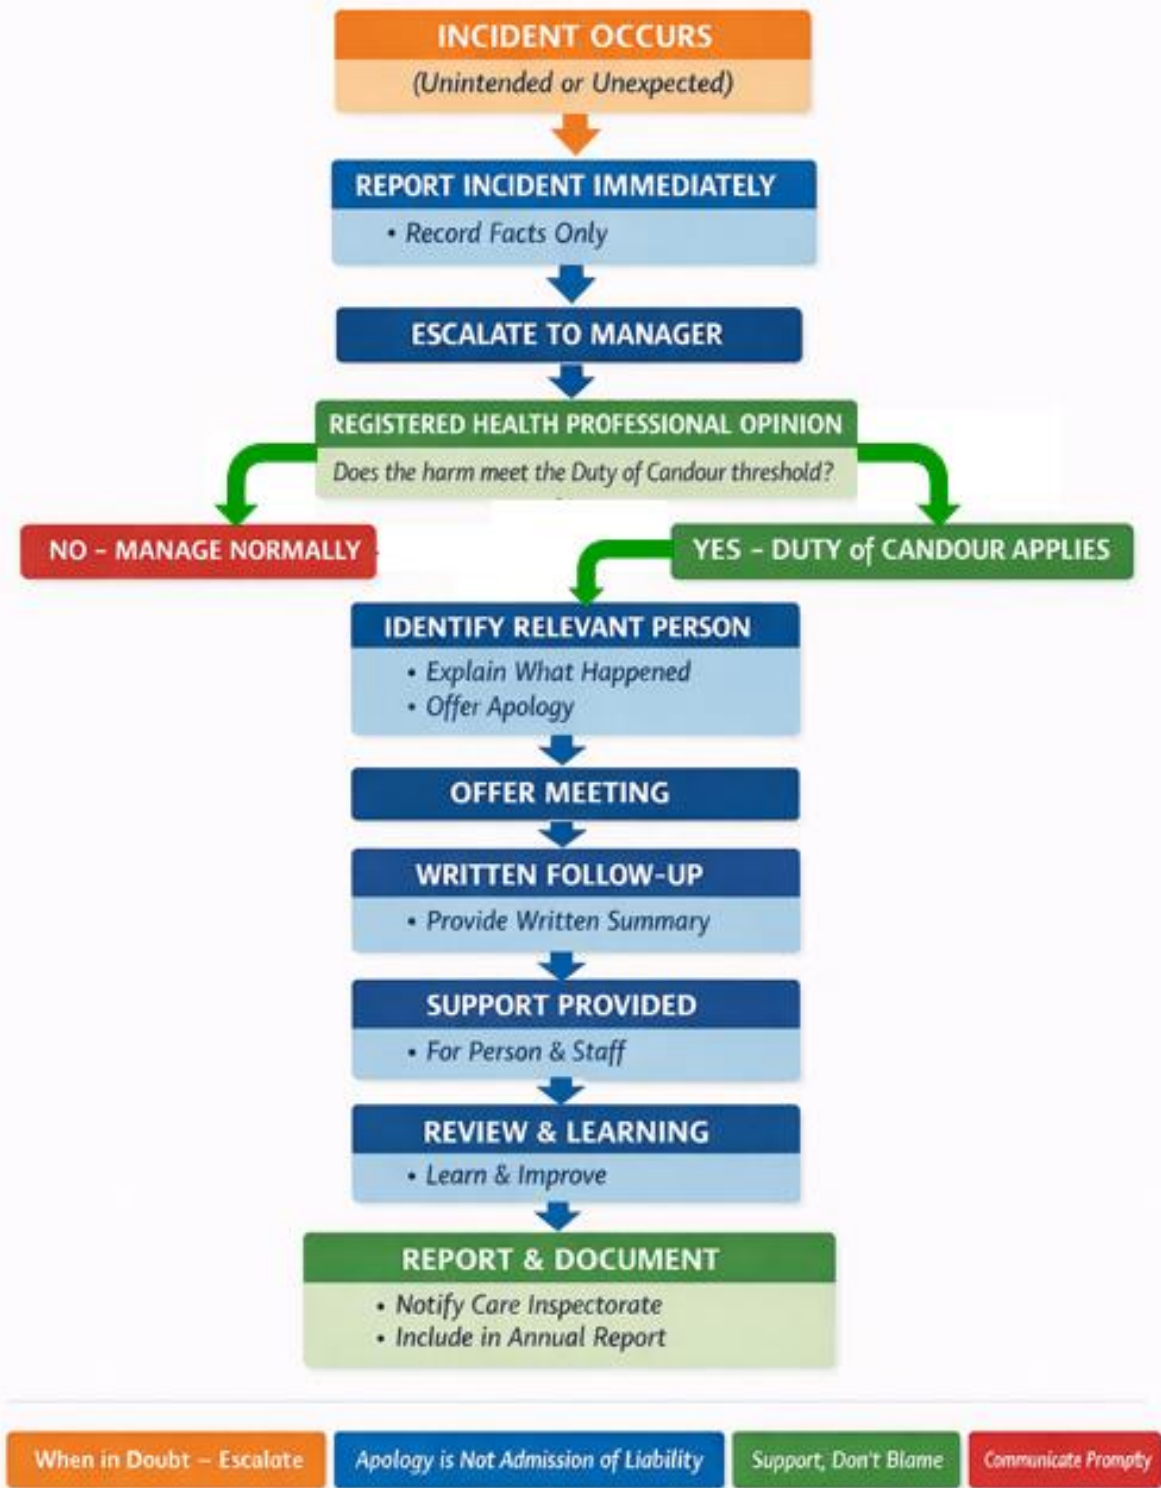 INCIDENT OCCURS
(Unintended or Unexpected)
REPORT INCIDENT IMMEDIATELY
• Record Facts Only
ESCALATE TO MANAGER
REGISTERED HEALTH PROFESSIONAL OPINION
Does the harm meet the Duty of Candour threshold?
NO – MANAGE NORMALLY
YES – DUTY of CANDOUR APPLIES
IDENTIFY RELEVANT PERSON
• Explain What Happened
• Offer Apology
OFFER MEETING
WRITTEN FOLLOW-UP
• Provide Written Summary
SUPPORT PROVIDED
• For Person & Staff
REVIEW & LEARNING
• Learn & Improve
REPORT & DOCUMENT
• Notify Care Inspectorate
• Include in Annual Report
When in Doubt – Escalate
Apology is Not Admission of Liability
Support, Don't Blame
Communicate Promptly